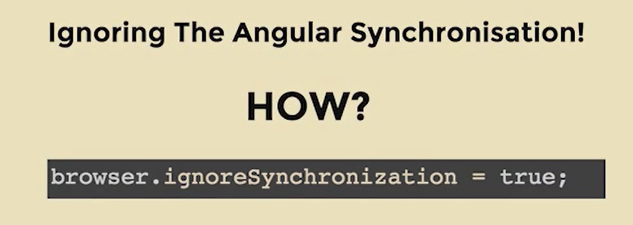 Ignoring The Angular Synchronisation!
HOW?
browser.ignoreSynchronization = true;